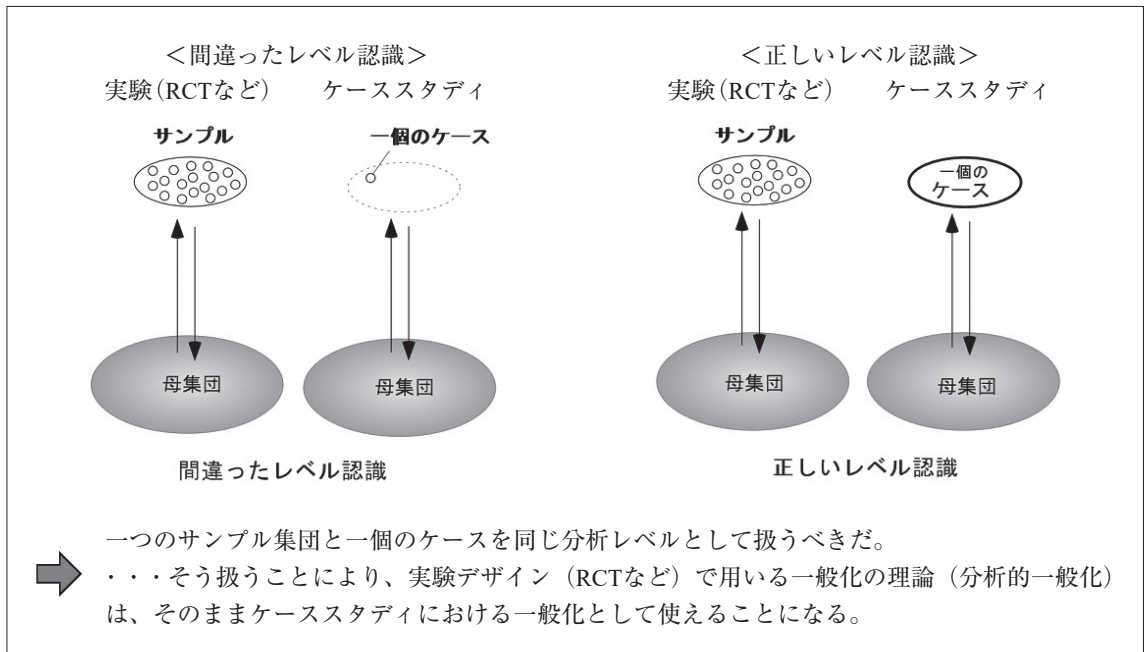 ＜間違ったレベル認識＞
実験（RCTなど）　ケーススタディ
サンプル
一個のケース
母集団
母集団
間違ったレベル認識
＜正しいレベル認識＞
実験（RCTなど）　ケーススタディ
サンプル
一個の
ケース
母集団
母集団
正しいレベル認識
一つのサンプル集団と一個のケースを同じ分析レベルとして扱うべきだ。
・・・そう扱うことにより、実験デザイン（RCTなど）で用いる一般化の理論（分析的一般化）
は、そのままケーススタディにおける一般化として使えることになる。